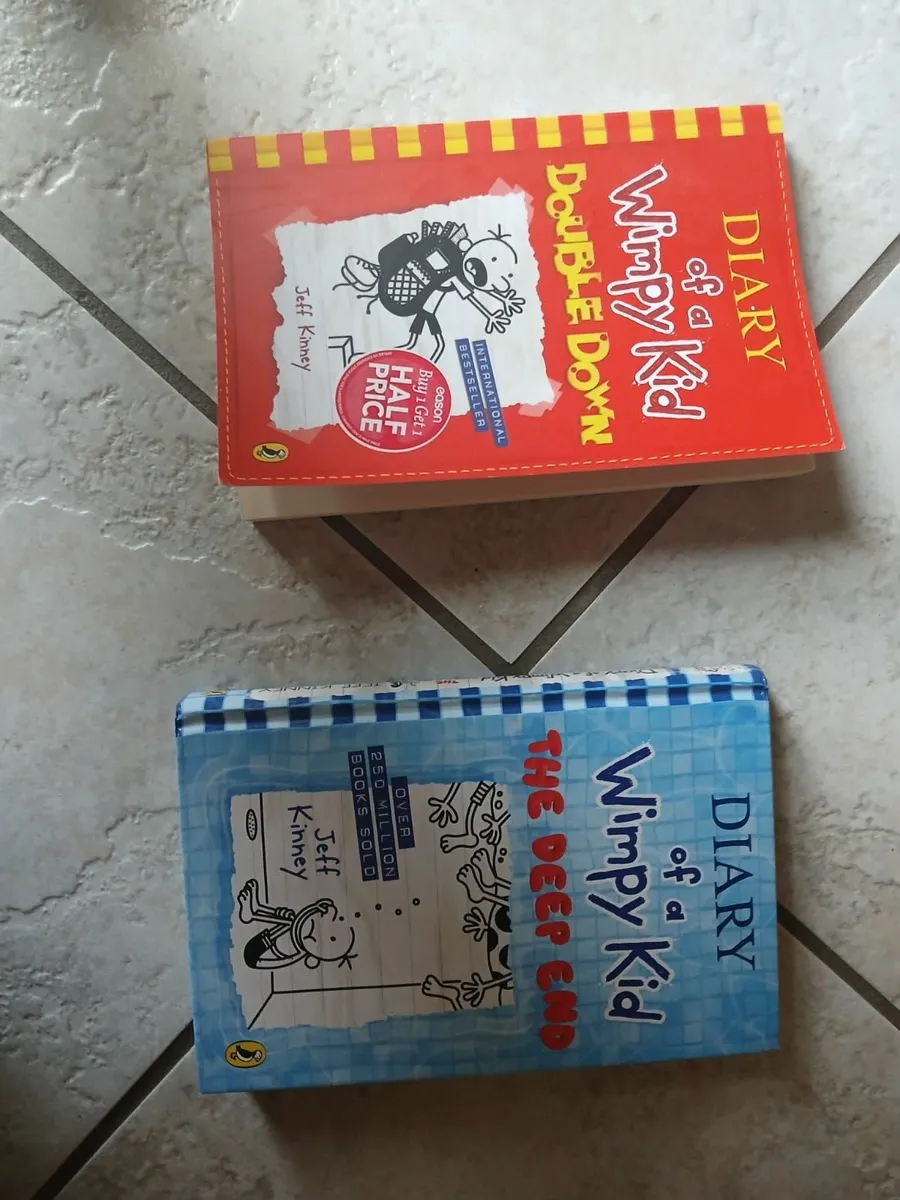 DIARY
of a
Wimpy Kid
DOUBLE DOWN
INTERNATIONAL
BESTSELLER
eason
Buy 1 Get 1
HALF
PRICE
Jeff Kinney
DIARY
of a
Wimpy Kid
THE DEEP END
OVER
250 MILLION
BOOKS SOLD
Jeff
Kinney